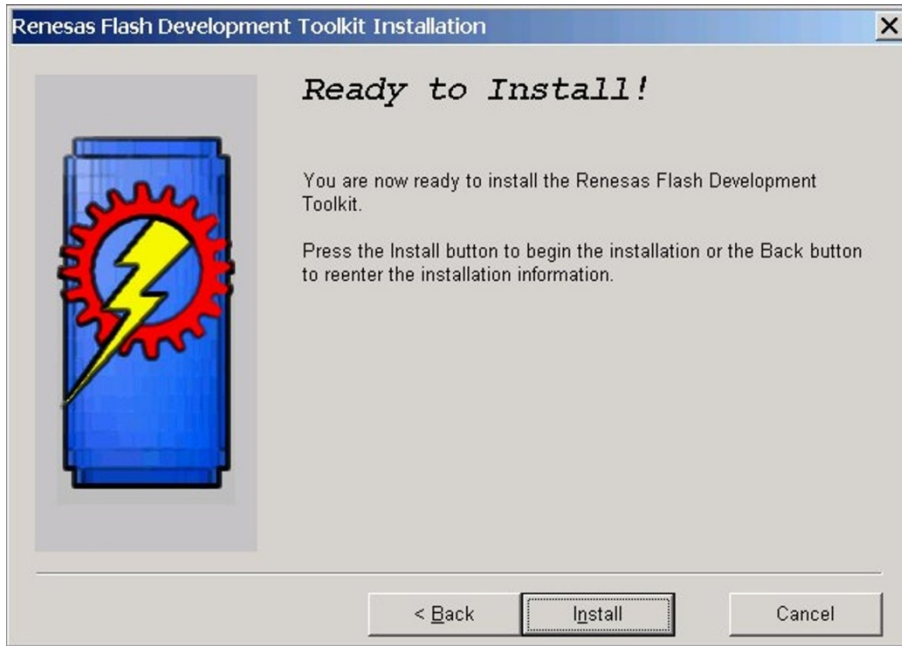 Renesas Flash Development Toolkit Installation
Ready to Install!
You are now ready to install the Renesas Flash Development
Toolkit.
Press the Install button to begin the installation or the Back button
to reenter the installation information.
< Back
Install
Cancel